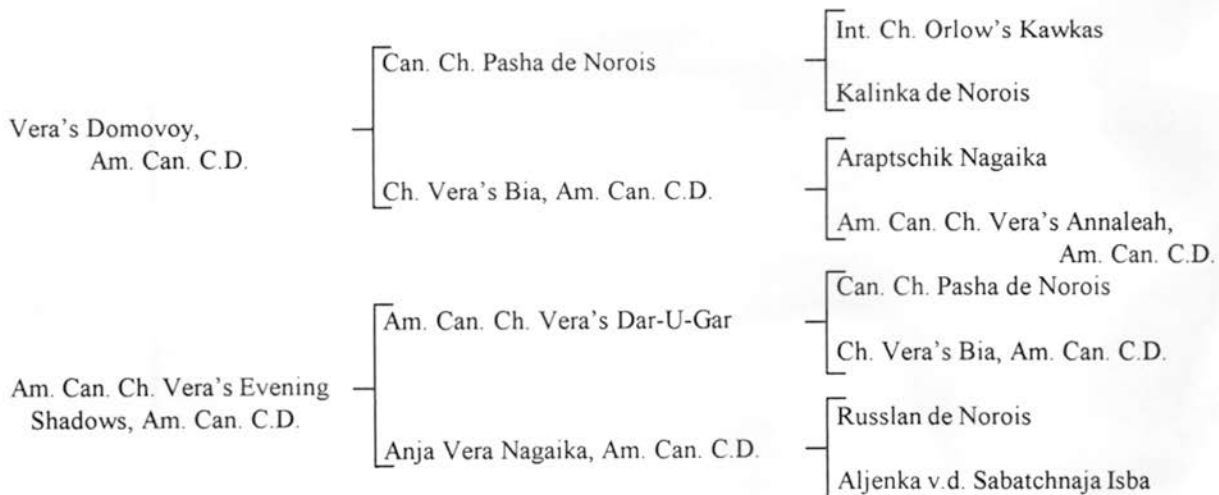 Vera's Domovoy,
Am. Can. C.D.
Can. Ch. Pasha de Norois
Int. Ch. Orlow's Kawkas
Kalinka de Norois
Ch. Vera's Bia, Am. Can. C.D.
Araptschik Nagaika
Am. Can. Ch. Vera's Annaleah,
Am. Can. C.D.
Am. Can. Ch. Vera's Evening
Shadows, Am. Can. C.D.
Am. Can. Ch. Vera's Dar-U-Gar
Can. Ch. Pasha de Norois
Ch. Vera's Bia, Am. Can. C.D.
Anja Vera Nagaika, Am. Can. C.D.
Russlan de Norois
Aljenka v.d. Sabatchnaja Isba